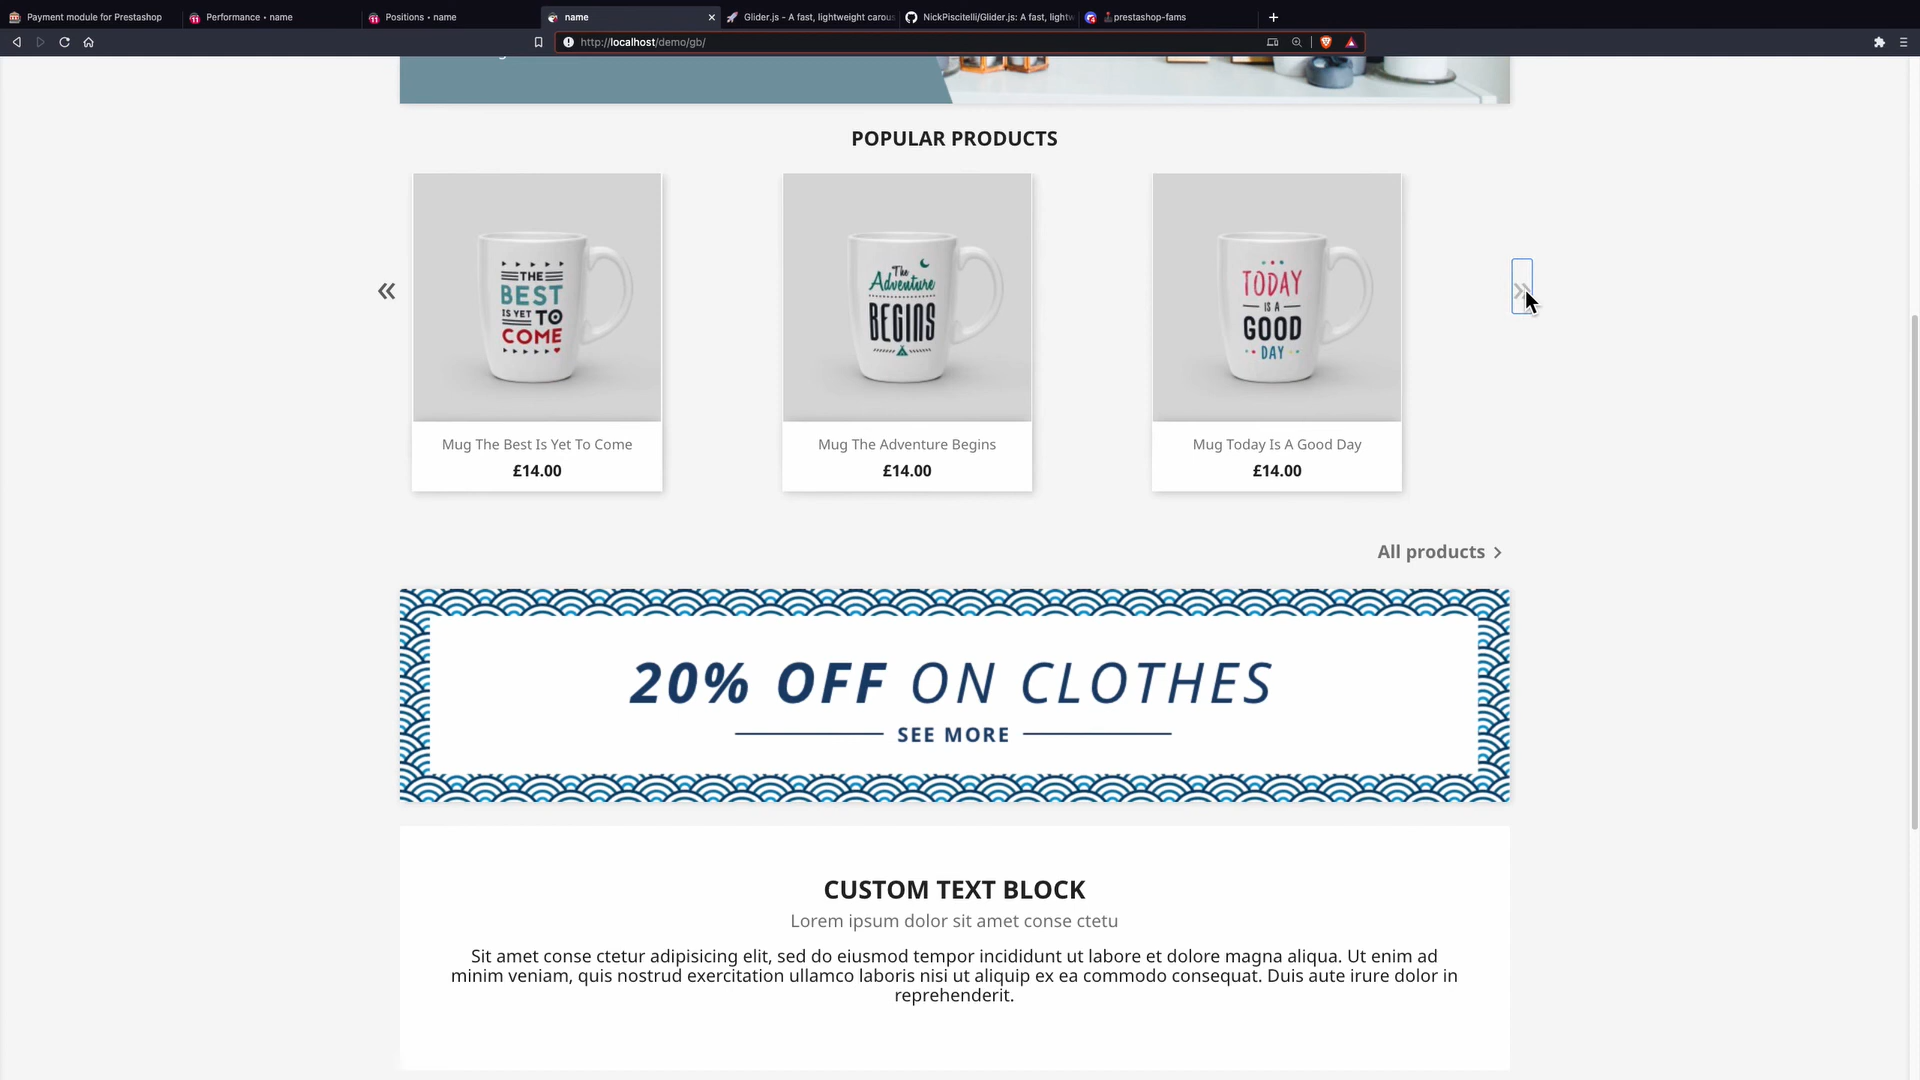 Payment module for Prestashop
Performance • name
Positions • name
name
Glider.js - A fast, lightweight carous
NickPiscitelli/Glider.js: A fast, lightw
prestashop-fams
http://localhost/demo/gb/
POPULAR PRODUCTS
THE
BEST
IS YET TO
COME
The
Adventure
BEGINS
TODAY
IS A
GOOD
DAY
Mug The Best Is Yet To Come
£14.00
Mug The Adventure Begins
£14.00
Mug Today Is A Good Day
£14.00
All products
20% OFF ON CLOTHES
SEE MORE
CUSTOM TEXT BLOCK
Lorem ipsum dolor sit amet conse ctetu
Sit amet conse ctetur adipisicing elit, sed do eiusmod tempor incididunt ut labore et dolore magna aliqua. Ut enim ad
minim veniam, quis nostrud exercitation ullamco laboris nisi ut aliquip ex ea commodo consequat. Duis aute irure dolor in
reprehenderit.